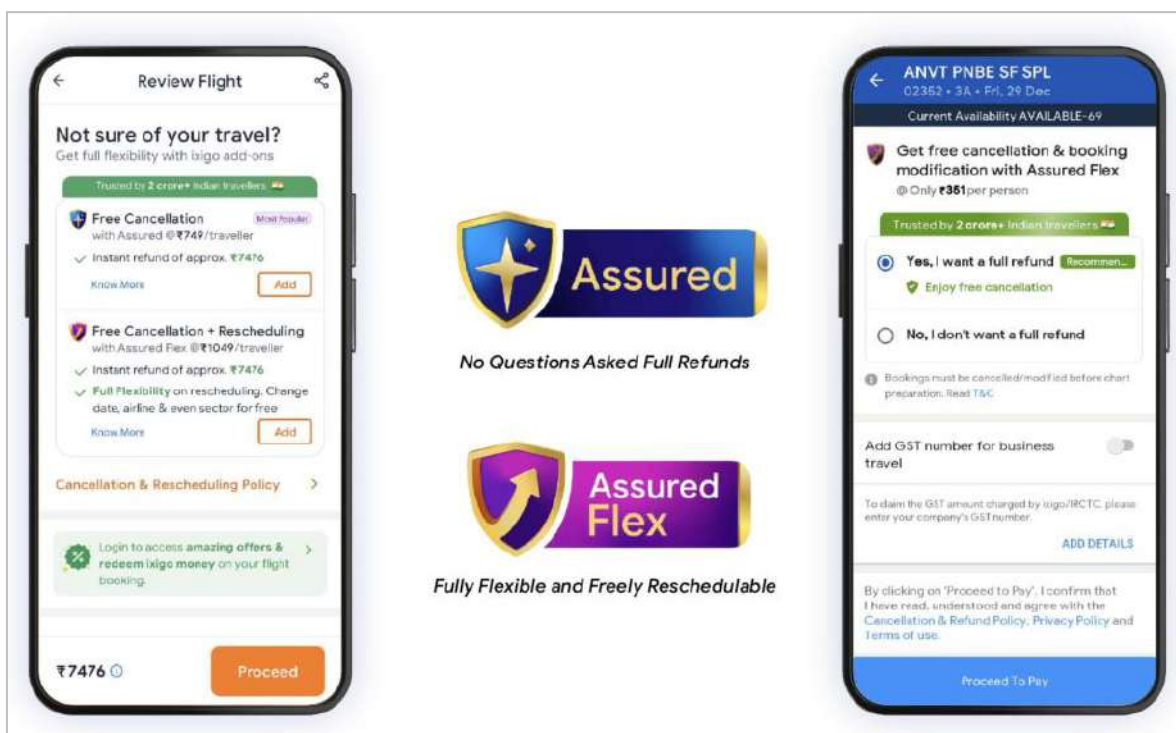 Review Flight
Not sure of your travel?
Get full flexibility with ixigo add-ons
Trusted by 2 crore+ Indian travellers
Free Cancellation
Most Popular
with Assured @₹749/traveller
Instant refund of approx. ₹7476
Know More
Add
Free Cancellation + Rescheduling
with Assured Flex @₹1049/traveller
Instant refund of approx. ₹7476
Full Flexibility on rescheduling. Change
date, airline & even sector for free
Know More
Add
Cancellation & Rescheduling Policy
Login to access amazing offers &
redeem ixigo money on your flight
booking.
₹7476
Proceed
Assured
No Questions Asked Full Refunds
Assured
Flex
Fully Flexible and Freely Reschedulable
ANVT PNBE SF SPL
02352 • 3A • Fri, 29 Dec
Current Availability AVAILABLE-69
Get free cancellation & booking
modification with Assured Flex
@ Only ₹351 per person
Trusted by 2 crore+ Indian travellers
Yes, I want a full refund
Recommen...
Enjoy free cancellation
No, I don't want a full refund
Bookings must be cancelled/modified before chart
preparation. Read T&C
Add GST number for business
travel
To claim the GST amount charged by ixigo/IRCTC, please
enter your company's GST number.
ADD DETAILS
By clicking on 'Proceed to Pay', I confirm that
I have read, understood and agree with the
Cancellation & Refund Policy, Privacy Policy and
Terms of use.
Proceed To Pay